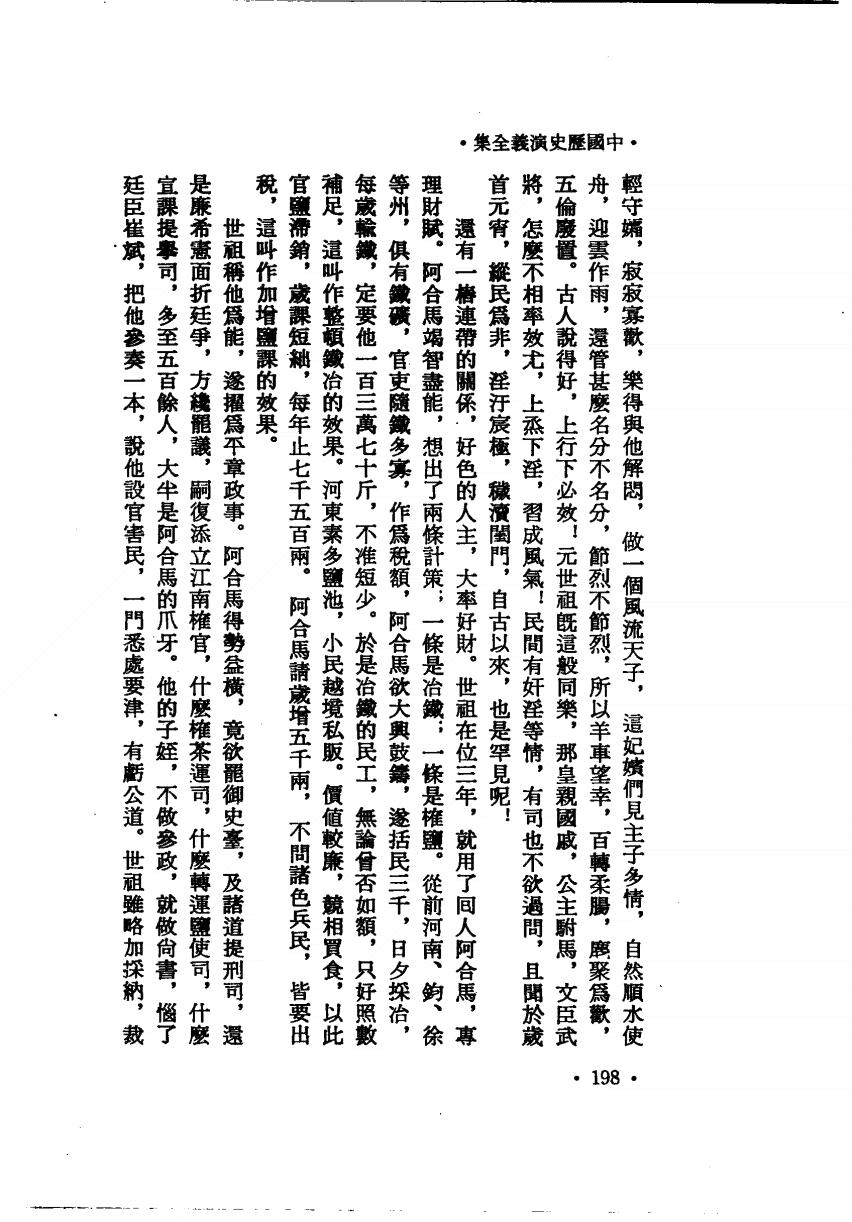 •中國歷史演義全集•
輕守孀，寂寂寡歡，樂得與他解悶，做一個風流天子，這妃嬪們見主子多情，自然順水使
舟，迎雲作雨，還管甚麼名分不名分，節烈不節烈，所以羊車望幸，百轉柔腸，麀聚爲歡，
五倫廢置。古人說得好，上行下必效！元世祖既這般同樂，那皇親國戚，公主駙馬，文臣武
將，怎麼不相率效尤，上烝下淫，習成風氣！民間有奸淫等情，有司也不欲過問，且聞於歲
首元宵，縱民爲非，淫汙宸極，穢瀆閨門，自古以來，也是罕見呢！
還有一樁連帶的關係，好色的人主，大率好財。世祖在位三年，就用了回人阿合馬，專
理財賦。阿合馬竭智盡能，想出了兩條計策；一條是冶鐵；一條是榷鹽。從前河南、鈞、徐
等州，俱有鐵礦，官吏隨鐵多寡，作爲稅額，阿合馬欲大興鼓鑄，遂括民三千，日夕採冶，
每歲輸鐵，定要他一百三萬七十斤，不准短少。於是冶鐵的民工，無論曾否如額，只好照數
補足，這叫作整頓鐵冶的效果。河東素多鹽池，小民越境私販。價值較廉，競相買食，以此
官鹽滯銷，歲課短絀，每年止七千五百兩。阿合馬請歲增五千兩，不問諸色兵民，皆要出
稅，這叫作加增鹽課的效果。
世祖稱他爲能，遂擢爲平章政事。阿合馬得勢益橫，竟欲罷御史臺，及諸道提刑司，還
是廉希憲面折廷爭，方纔罷議，嗣復添立江南榷官，什麼榷茶運司，什麼轉運鹽使司，什麼
宣課提舉司，多至五百餘人，大半是阿合馬的爪牙。他的子姪，不做參政，就做尚書，惱了
廷臣崔斌，把他參奏一本，說他設官害民，一門悉處要津，有虧公道。世祖雖略加採納，裁
•198•